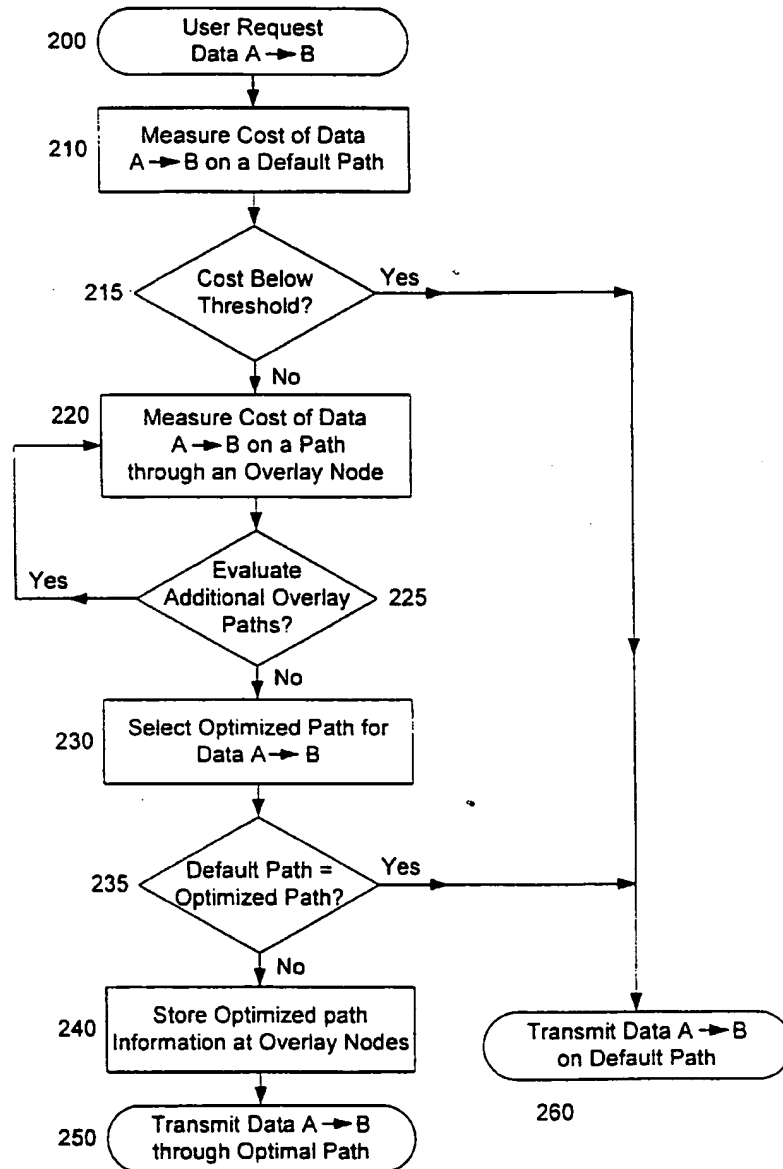 200
User Request
Data A → B
210
Measure Cost of Data
A → B on a Default Path
215
Cost Below
Threshold?
Yes
No
220
Measure Cost of Data
A → B on a Path
through an Overlay Node
Yes
Evaluate
Additional Overlay
Paths?
225
No
230
Select Optimized Path for
Data A → B
235
Default Path =
Optimized Path?
Yes
No
240
Store Optimized path
Information at Overlay Nodes
Transmit Data A → B
on Default Path
260
250
Transmit Data A → B
through Optimal Path